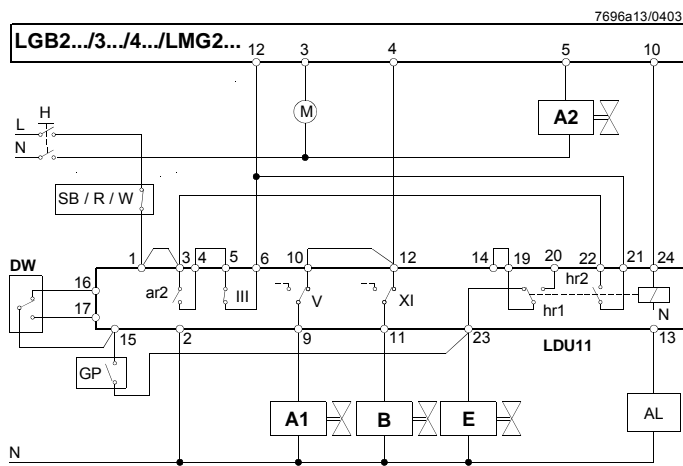 7696a13/0403
LGB2.../3.../4.../LMG2...
12 3 4 5 10
M
A2
H
L
N
SB / R / W
1 3 4 5 6 10 12 14 19 20 22 21 24
DW
16
17
ar2 III V XI hr1 hr2 N
15 2 9 11 23 LDU11 13
GP
A1 B E AL
N